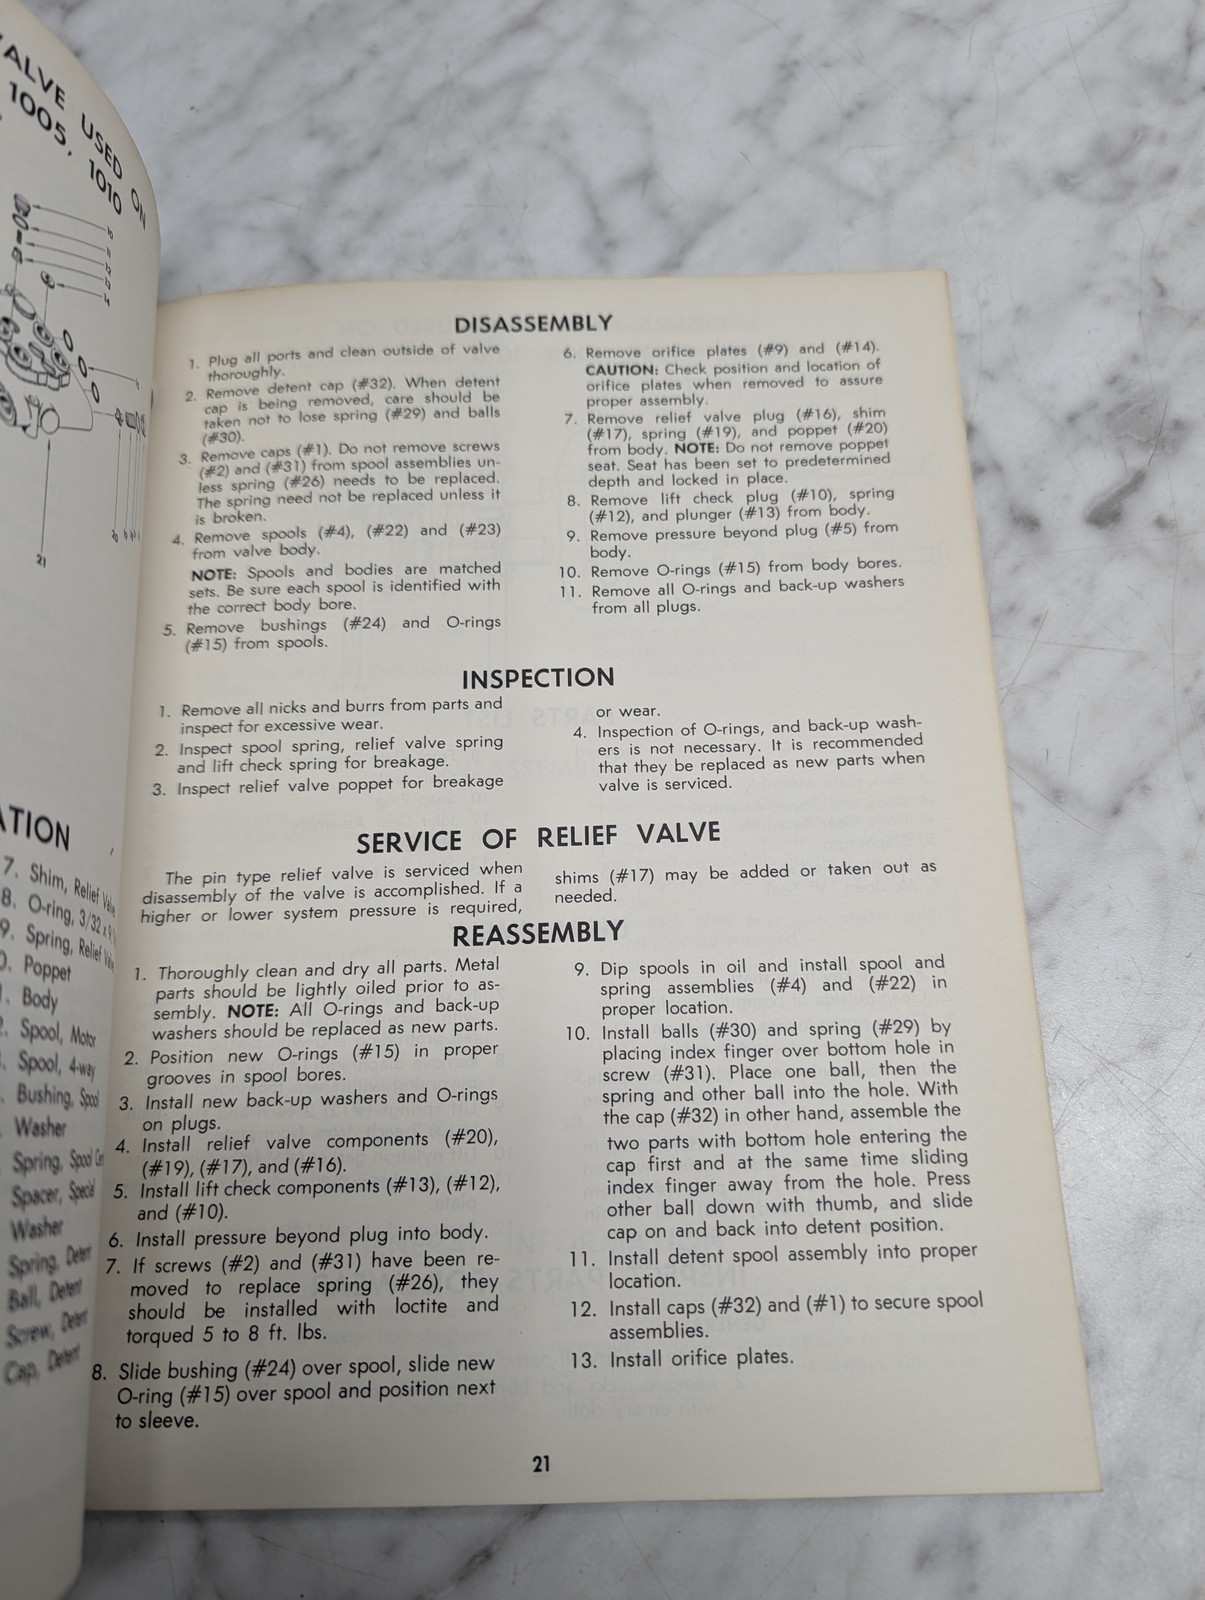 VALVE USED ON
1005, 1010
10
11
12
13
14
21
7. Shim, Relief
8. O-ring, 3/32 x
9. Spring, Relief
Poppet
Body
Spool, Motor
Spool, 4-way
Bushing, Spool
Washer
Spring, Spool
Spacer, Special
Washer
Spring, Detent
Ball, Detent
Screw, Detent
Cap, Detent
DISASSEMBLY
1. Plug all ports and clean outside of valve
thoroughly.
2. Remove detent cap (#32). When detent
cap is being removed, care should be
taken not to lose spring (#29) and balls
(#30).
3. Remove caps (#1). Do not remove screws
(#2) and (#31) from spool assemblies un-
less spring (#26) needs to be replaced.
The spring need not be replaced unless it
is broken.
4. Remove spools (#4), (#22) and (#23)
from valve body.
NOTE: Spools and bodies are matched
sets. Be sure each spool is identified with
the correct body bore.
5. Remove bushings (#24) and O-rings
(#15) from spools.
6. Remove orifice plates (#9) and (#14).
CAUTION: Check position and location of
orifice plates when removed to assure
proper assembly.
7. Remove relief valve plug (#16), shim
(#17), spring (#19), and poppet (#20)
from body. NOTE: Do not remove poppet
seat. Seat has been set to predetermined
depth and locked in place.
8. Remove lift check plug (#10), spring
(#12), and plunger (#13) from body.
9. Remove pressure beyond plug (#5) from
body.
10. Remove O-rings (#15) from body bores.
11. Remove all O-rings and back-up washers
from all plugs.
INSPECTION
1. Remove all nicks and burrs from parts and
inspect for excessive wear.
2. Inspect spool spring, relief valve spring
and lift check spring for breakage.
3. Inspect relief valve poppet for breakage
or wear.
4. Inspection of O-rings, and back-up wash-
ers is not necessary. It is recommended
that they be replaced as new parts when
valve is serviced.
SERVICE OF RELIEF VALVE
The pin type relief valve is serviced when
disassembly of the valve is accomplished. If a
higher or lower system pressure is required,
shims (#17) may be added or taken out as
needed.
REASSEMBLY
1. Thoroughly clean and dry all parts. Metal
parts should be lightly oiled prior to as-
sembly. NOTE: All O-rings and back-up
washers should be replaced as new parts.
2. Position new O-rings (#15) in proper
grooves in spool bores.
3. Install new back-up washers and O-rings
on plugs.
4. Install relief valve components (#20),
(#19), (#17), and (#16).
5. Install lift check components (#13), (#12),
and (#10).
6. Install pressure beyond plug into body.
7. If screws (#2) and (#31) have been re-
moved to replace spring (#26), they
should be installed with loctite and
torqued 5 to 8 ft. lbs.
8. Slide bushing (#24) over spool, slide new
O-ring (#15) over spool and position next
to sleeve.
9. Dip spools in oil and install spool and
spring assemblies (#4) and (#22) in
proper location.
10. Install balls (#30) and spring (#29) by
placing index finger over bottom hole in
screw (#31). Place one ball, then the
spring and other ball into the hole. With
the cap (#32) in other hand, assemble the
two parts with bottom hole entering the
cap first and at the same time sliding
index finger away from the hole. Press
other ball down with thumb, and slide
cap on and back into detent position.
11. Install detent spool assembly into proper
location.
12. Install caps (#32) and (#1) to secure spool
assemblies.
13. Install orifice plates.
21